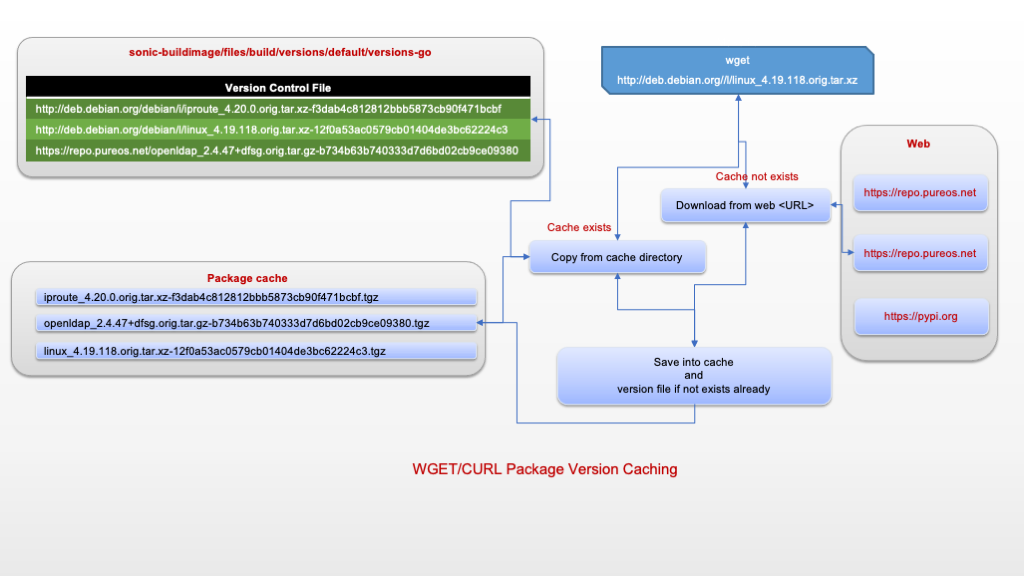 sonic-buildimage/files/build/versions/default/versions-go
Version Control File
http://deb.debian.org/debian/l/iproute_4.20.0.orig.tar.xz-f3dab4c812812bbb5873cb90f471bcbf
http://deb.debian.org/debian/l/linux_4.19.118.orig.tar.xz-12f0a53ac0579cb01404de3bc62224c3
https://repo.pureos.net/openldap_2.4.47+dfsg.orig.tar.gz-b734b63b740333d7d6bd02cb9ce09380
wget
http://deb.debian.org//l/linux_4.19.118.orig.tar.xz
Web
https://repo.pureos.net
https://repo.pureos.net
https://pypi.org
Cache not exists
Download from web <URL>
Cache exists
Copy from cache directory
Package cache
iproute_4.20.0.orig.tar.xz-f3dab4c812812bbb5873cb90f471bcbf.tgz
openldap_2.4.47+dfsg.orig.tar.gz-b734b63b740333d7d6bd02cb9ce09380.tgz
linux_4.19.118.orig.tar.xz-12f0a53ac0579cb01404de3bc62224c3.tgz
Save into cache
and
version file if not exists already
WGET/CURL Package Version Caching